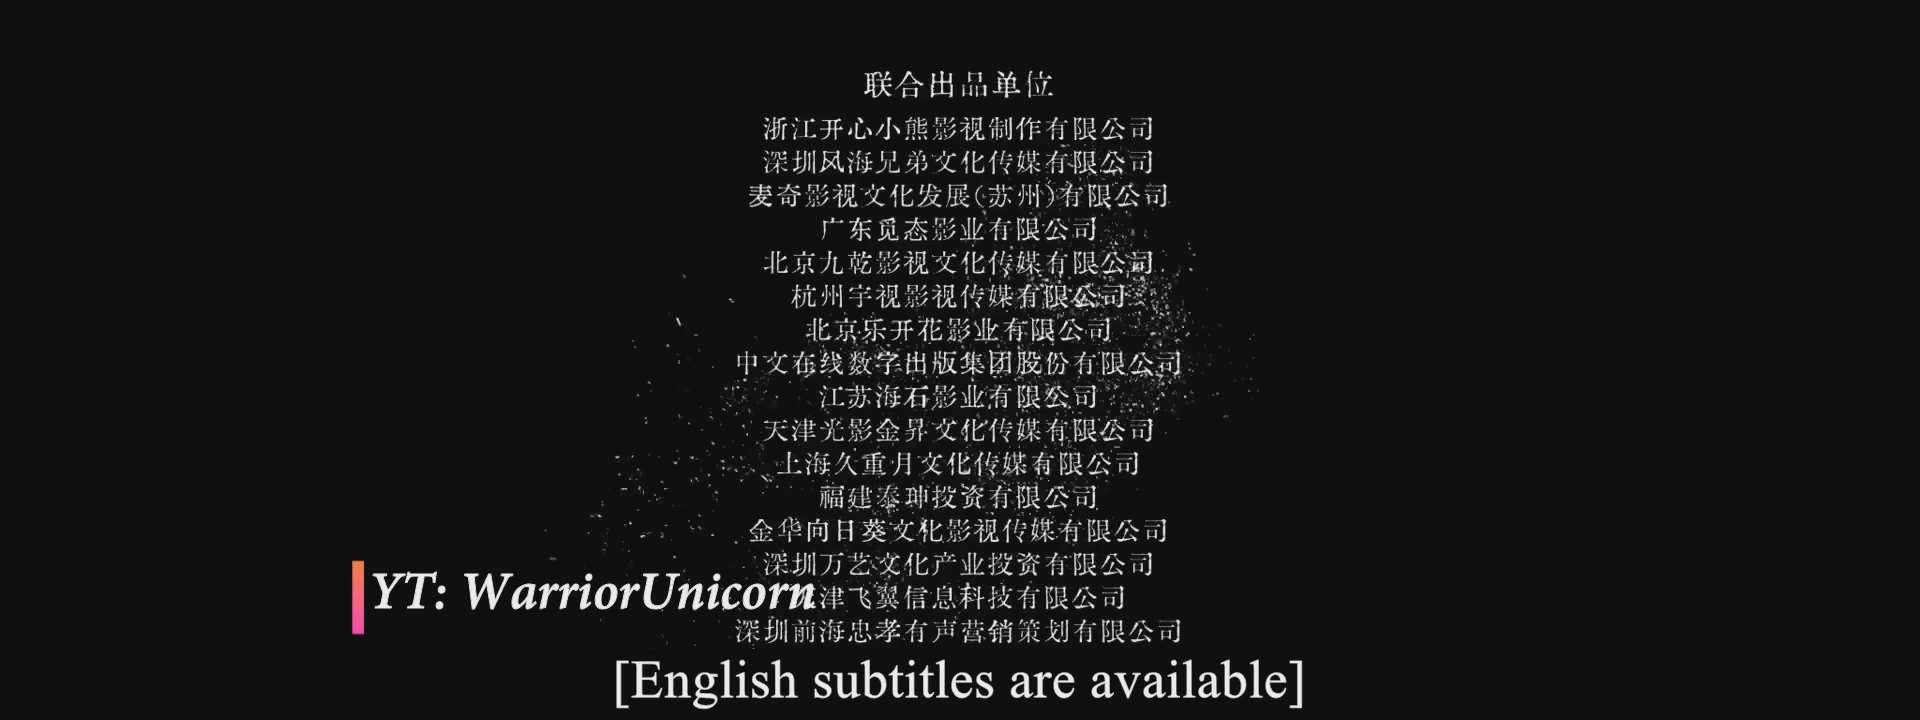 联合出品单位
浙江开心小熊影视制作有限公司
深圳风海兄弟文化传媒有限公司
麦奇影视文化发展(苏州)有限公司
广东觅态影业有限公司
北京九乾影视文化传媒有限公司
杭州宇视影视传媒有限公司
北京乐开花影业有限公司
中文在线数字出版集团股份有限公司
江苏海石影业有限公司
天津光影金昇文化传媒有限公司
上海久重月文化传媒有限公司
福建泰珅投资有限公司
金华向日葵文化影视传媒有限公司
深圳万艺文化产业投资有限公司
津飞翼信息科技有限公司
YT: WarriorUnicorn
深圳前海忠孝有声营销策划有限公司
[English subtitles are available]